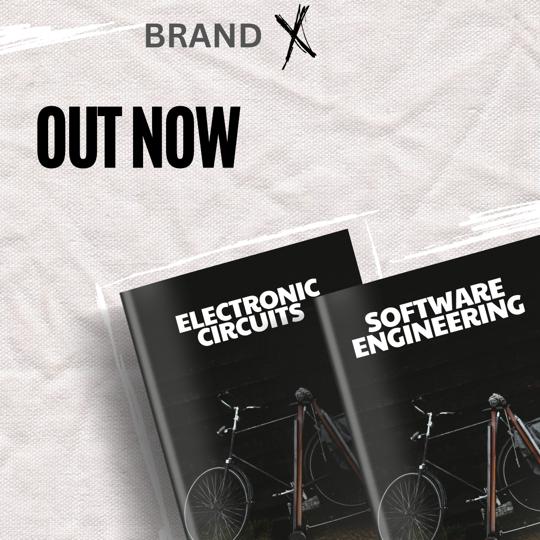 BRAND X
OUT NOW
ELECTRONIC
CIRCUITS
SOFTWARE
ENGINEERING